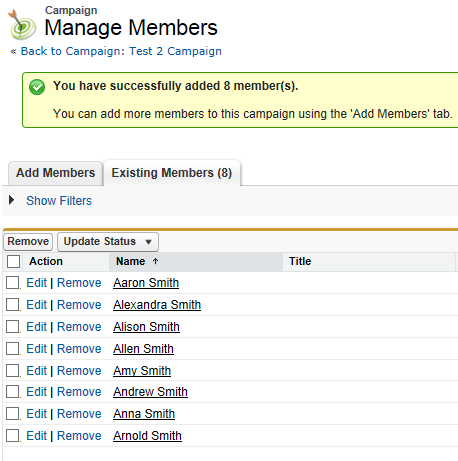 Campaign
Manage Members
« Back to Campaign: Test 2 Campaign
You have successfully added 8 member(s).
You can add more members to this campaign using the 'Add Members' tab.
Add Members Existing Members (8)
Show Filters
Remove Update Status
Action Name ↑ Title
Edit | Remove Aaron Smith
Edit | Remove Alexandra Smith
Edit | Remove Alison Smith
Edit | Remove Allen Smith
Edit | Remove Amy Smith
Edit | Remove Andrew Smith
Edit | Remove Anna Smith
Edit | Remove Arnold Smith